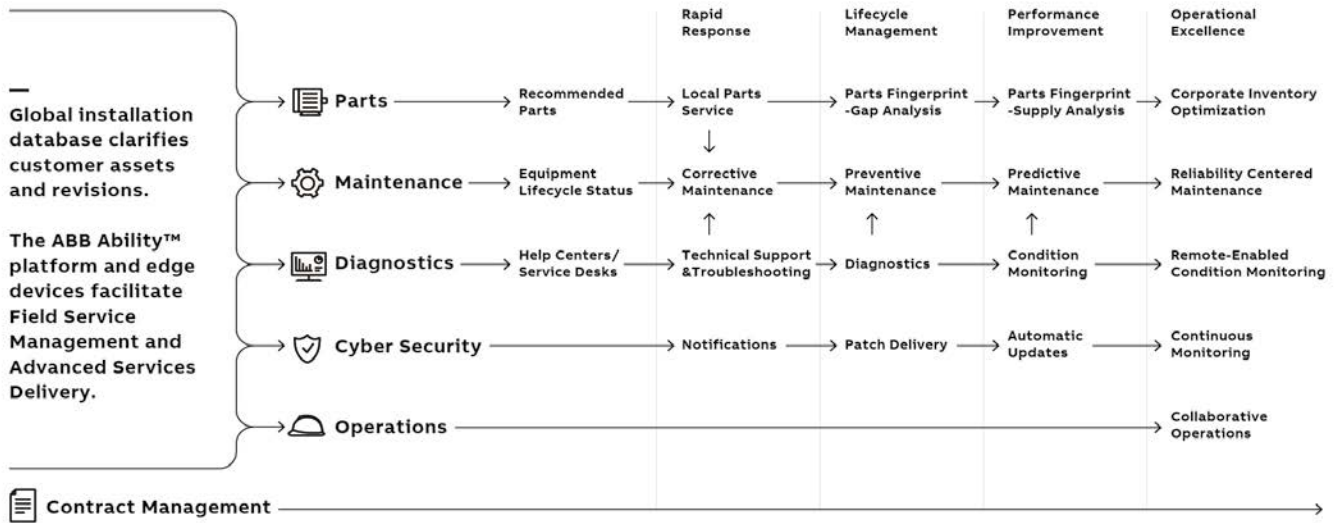 Rapid
Response
Lifecycle
Management
Performance
Improvement
Operational
Excellence
Global installation
database clarifies
customer assets
and revisions.
The ABB Ability™
platform and edge
devices facilitate
Field Service
Management and
Advanced Services
Delivery.
Parts
Recommended
Parts
Local Parts
Service
Parts Fingerprint
-Gap Analysis
Parts Fingerprint
-Supply Analysis
Corporate Inventory
Optimization
Maintenance
Equipment
Lifecycle Status
Corrective
Maintenance
Preventive
Maintenance
Predictive
Maintenance
Reliability Centered
Maintenance
Diagnostics
Help Centers/
Service Desks
Technical Support
&Troubleshooting
Diagnostics
Condition
Monitoring
Remote-Enabled
Condition Monitoring
Cyber Security
Notifications
Patch Delivery
Automatic
Updates
Continuous
Monitoring
Operations
Collaborative
Operations
Contract Management